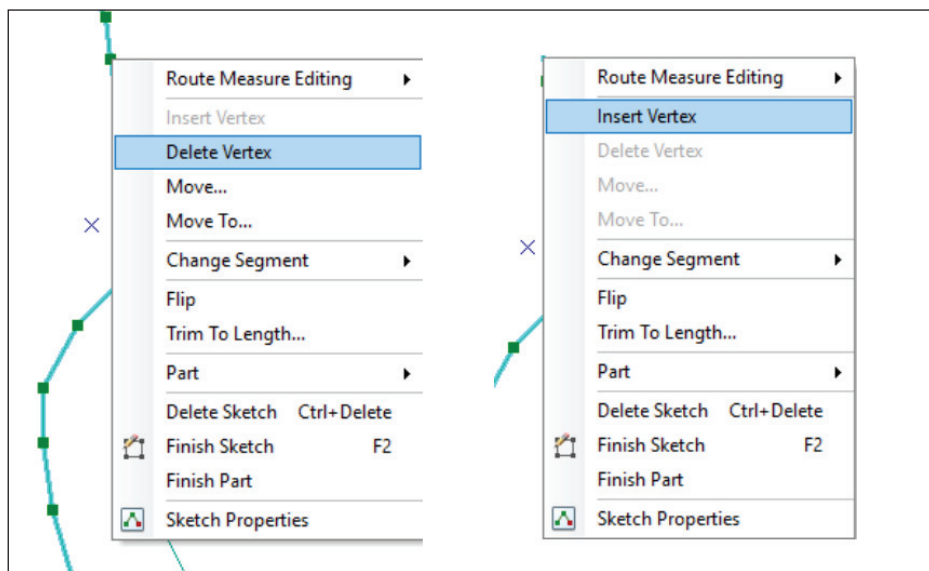 Route Measure Editing
Insert Vertex
Delete Vertex
Move...
Move To...
Change Segment
Flip
Trim To Length...
Part
Delete Sketch Ctrl+Delete
Finish Sketch F2
Finish Part
Sketch Properties
Route Measure Editing
Insert Vertex
Delete Vertex
Move...
Move To...
Change Segment
Flip
Trim To Length...
Part
Delete Sketch Ctrl+Delete
Finish Sketch F2
Finish Part
Sketch Properties